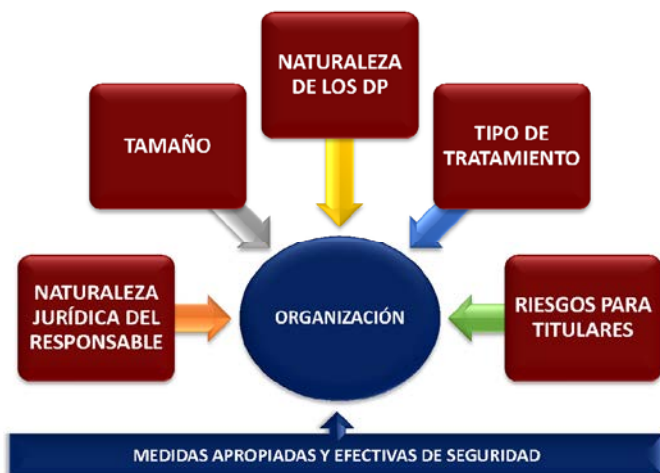 NATURALEZA
DE LOS DP
TAMAÑO
TIPO DE
TRATAMIENTO
NATURALEZA
JURÍDICA DEL
RESPONSABLE
ORGANIZACIÓN
RIESGOS PARA
TITULARES
MEDIDAS APROPIADAS Y EFECTIVAS DE SEGURIDAD